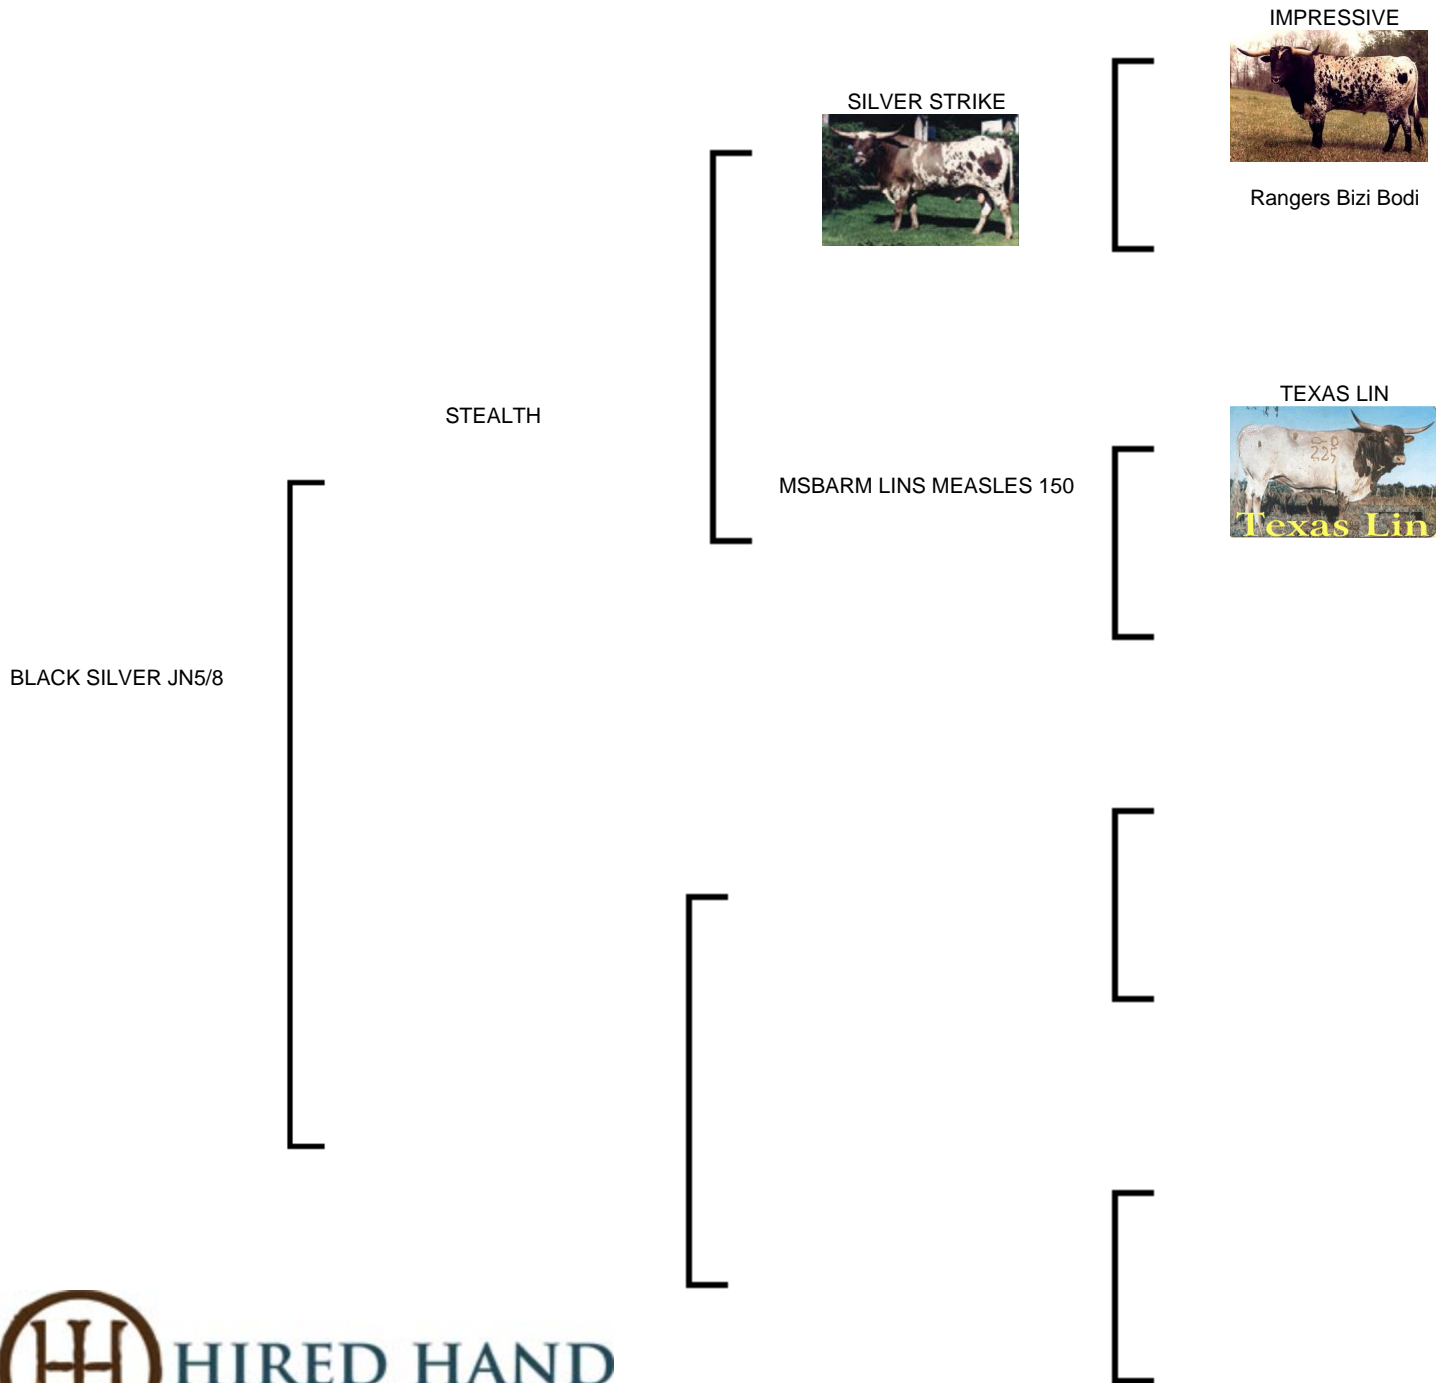 IMPRESSIVE
SILVER STRIKE
Rangers Bizi Bodi
STEALTH
TEXAS LIN
MSBARM LINS MEASLES 150
225
Texas Lin
BLACK SILVER JN5/8
HIRED HAND